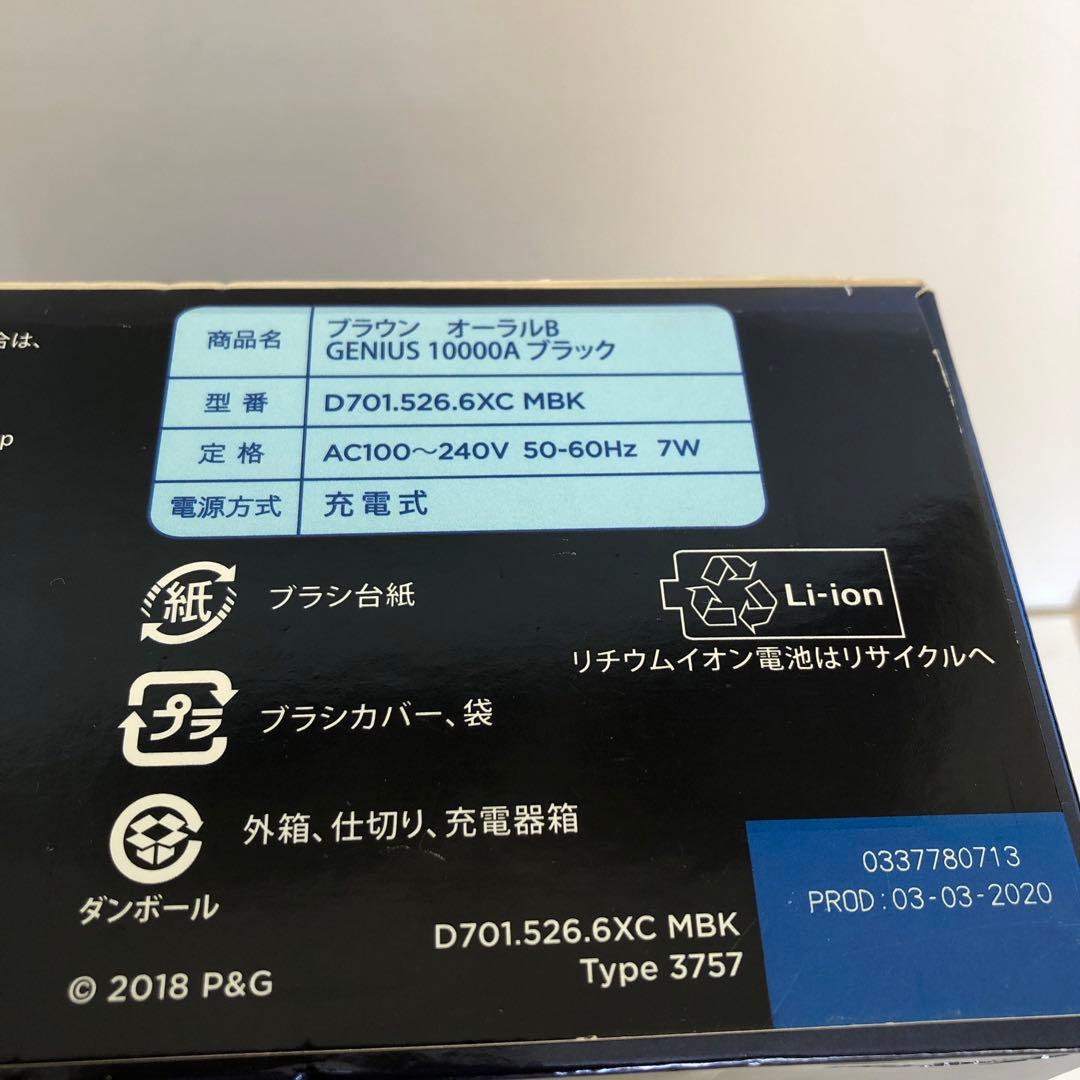 合は、
p
商品名 ブラウン オーラルB
GENIUS 10000A ブラック
型番 D701.526.6XC MBK
定格 AC100〜240V 50-60Hz 7W
電源方式 充電式
紙 ブラシ台紙
Li-ion
リチウムイオン電池はリサイクルへ
プラ ブラシカバー、袋
外箱、仕切り、充電器箱
ダンボール
0337780713
PROD:03-03-2020
D701.526.6XC MBK
Type 3757
© 2018 P&G